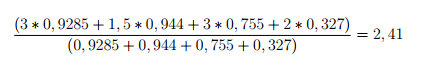 (3 ∗ 0,9285 + 1,5 ∗ 0,944 + 3 ∗ 0,755 + 2 ∗ 0,327)
(0,9285 + 0,944 + 0,755 + 0,327)
= 2,41